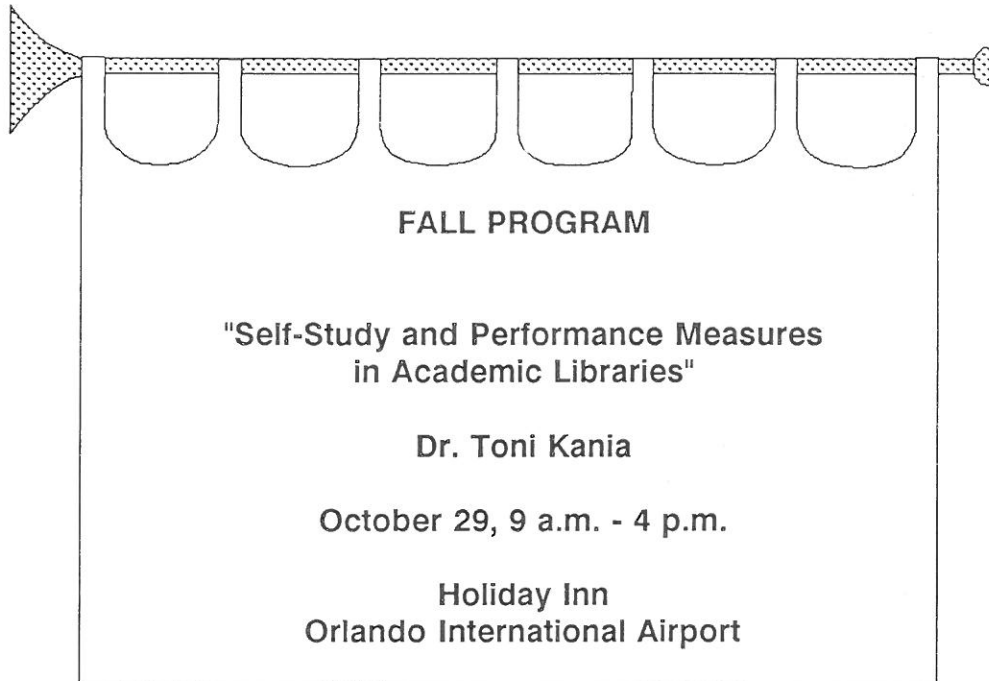 FALL PROGRAM
"Self-Study and Performance Measures
in Academic Libraries"
Dr. Toni Kania
October 29, 9 a.m. - 4 p.m.
Holiday Inn
Orlando International Airport